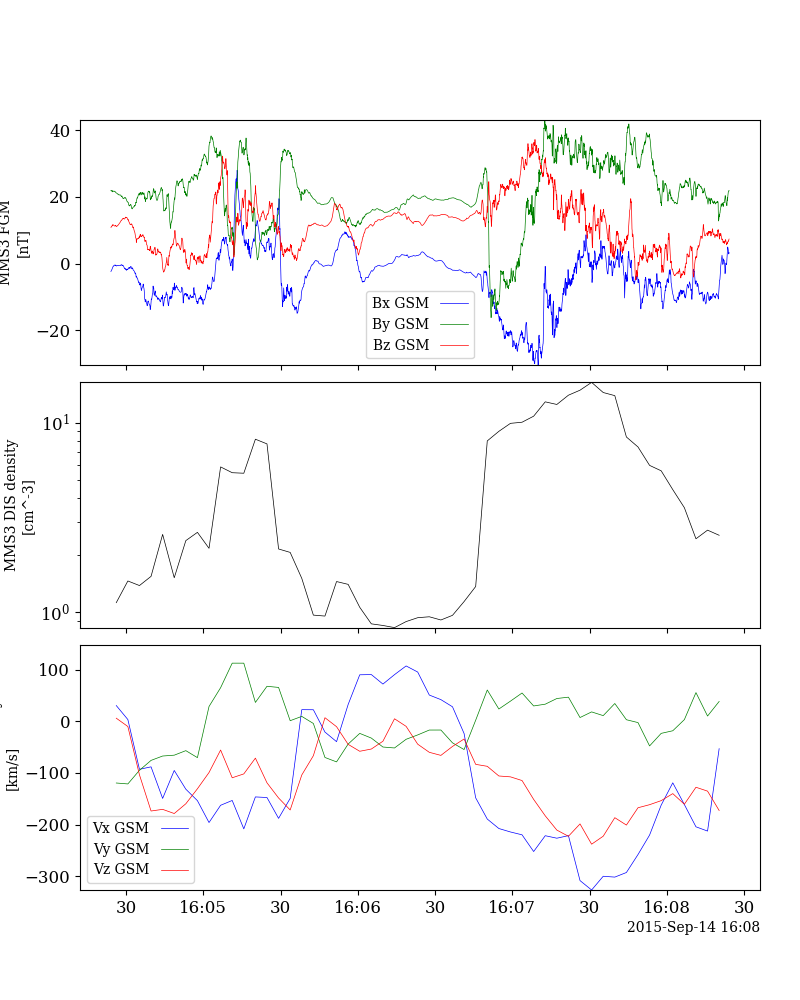 MMS3 FGM
[nT]
40
20
0
−20
Bx GSM
By GSM
Bz GSM
MMS3 DIS density
[cm^-3]
10^1
10^0
[km/s]
100
0
−100
−200
−300
Vx GSM
Vy GSM
Vz GSM
30 16:05 30 16:06 30 16:07 30 16:08 30
2015-Sep-14 16:08